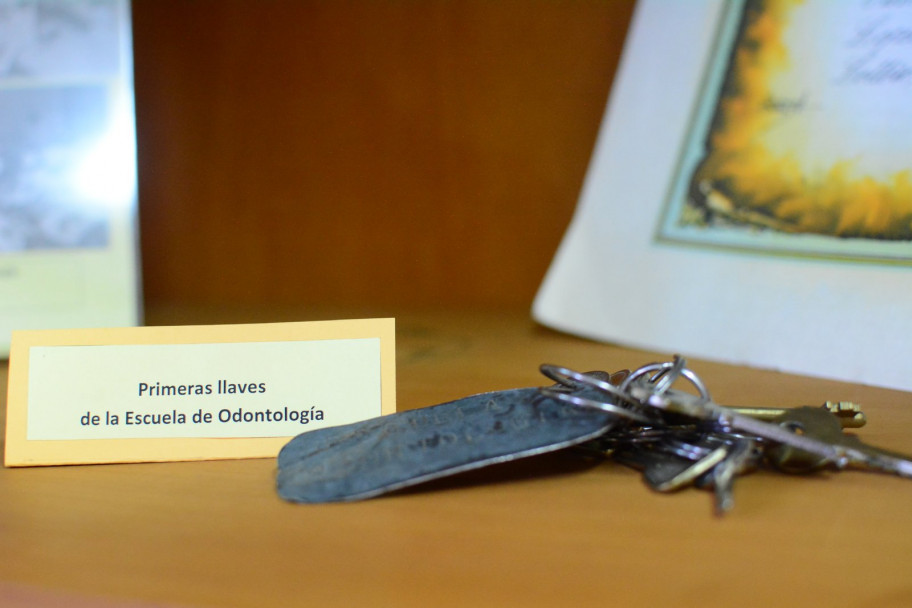 Primeras llaves
de la Escuela de Odontología